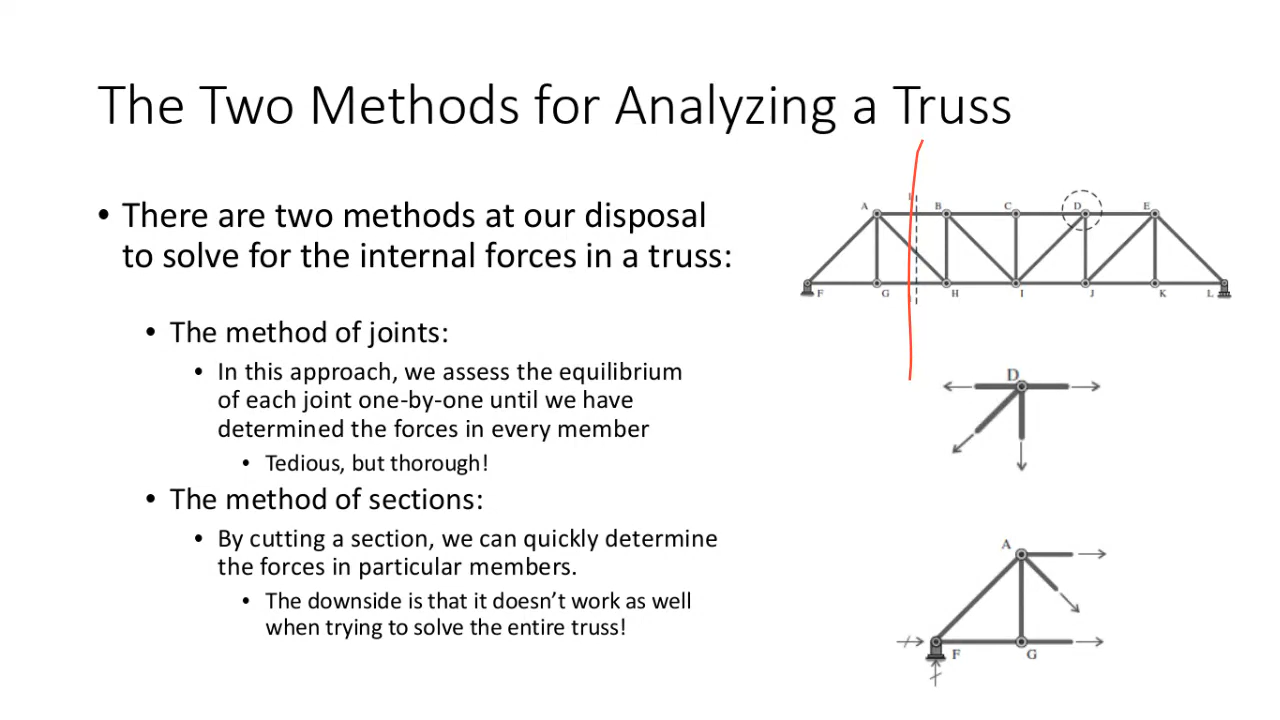 The Two Methods for Analyzing a Truss
• There are two methods at our disposal
to solve for the internal forces in a truss:
• The method of joints:
• In this approach, we assess the equilibrium
of each joint one-by-one until we have
determined the forces in every member
• Tedious, but thorough!
• The method of sections:
• By cutting a section, we can quickly determine
the forces in particular members.
• The downside is that it doesn't work as well
when trying to solve the entire truss!
A B C D E
F G H I J K L
D
A
F G